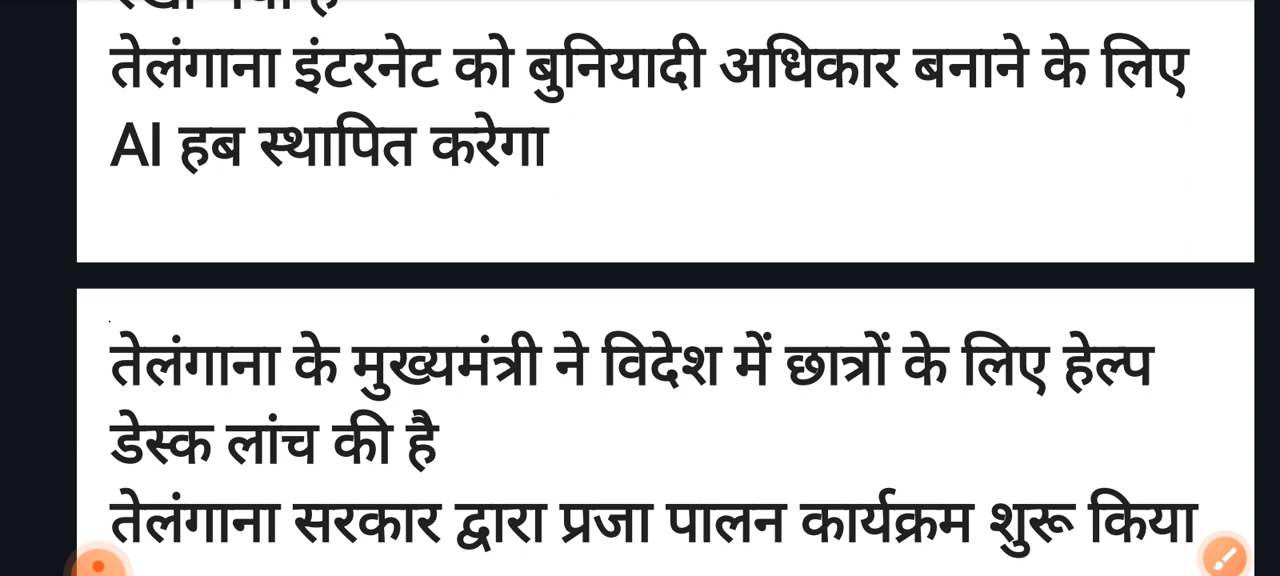 तेलंगाना इंटरनेट को बुनियादी अधिकार बनाने के लिए
AI हब स्थापित करेगा
तेलंगाना के मुख्यमंत्री ने विदेश में छात्रों के लिए हेल्प
डेस्क लांच की है
तेलंगाना सरकार द्वारा प्रजा पालन कार्यक्रम शुरू किया